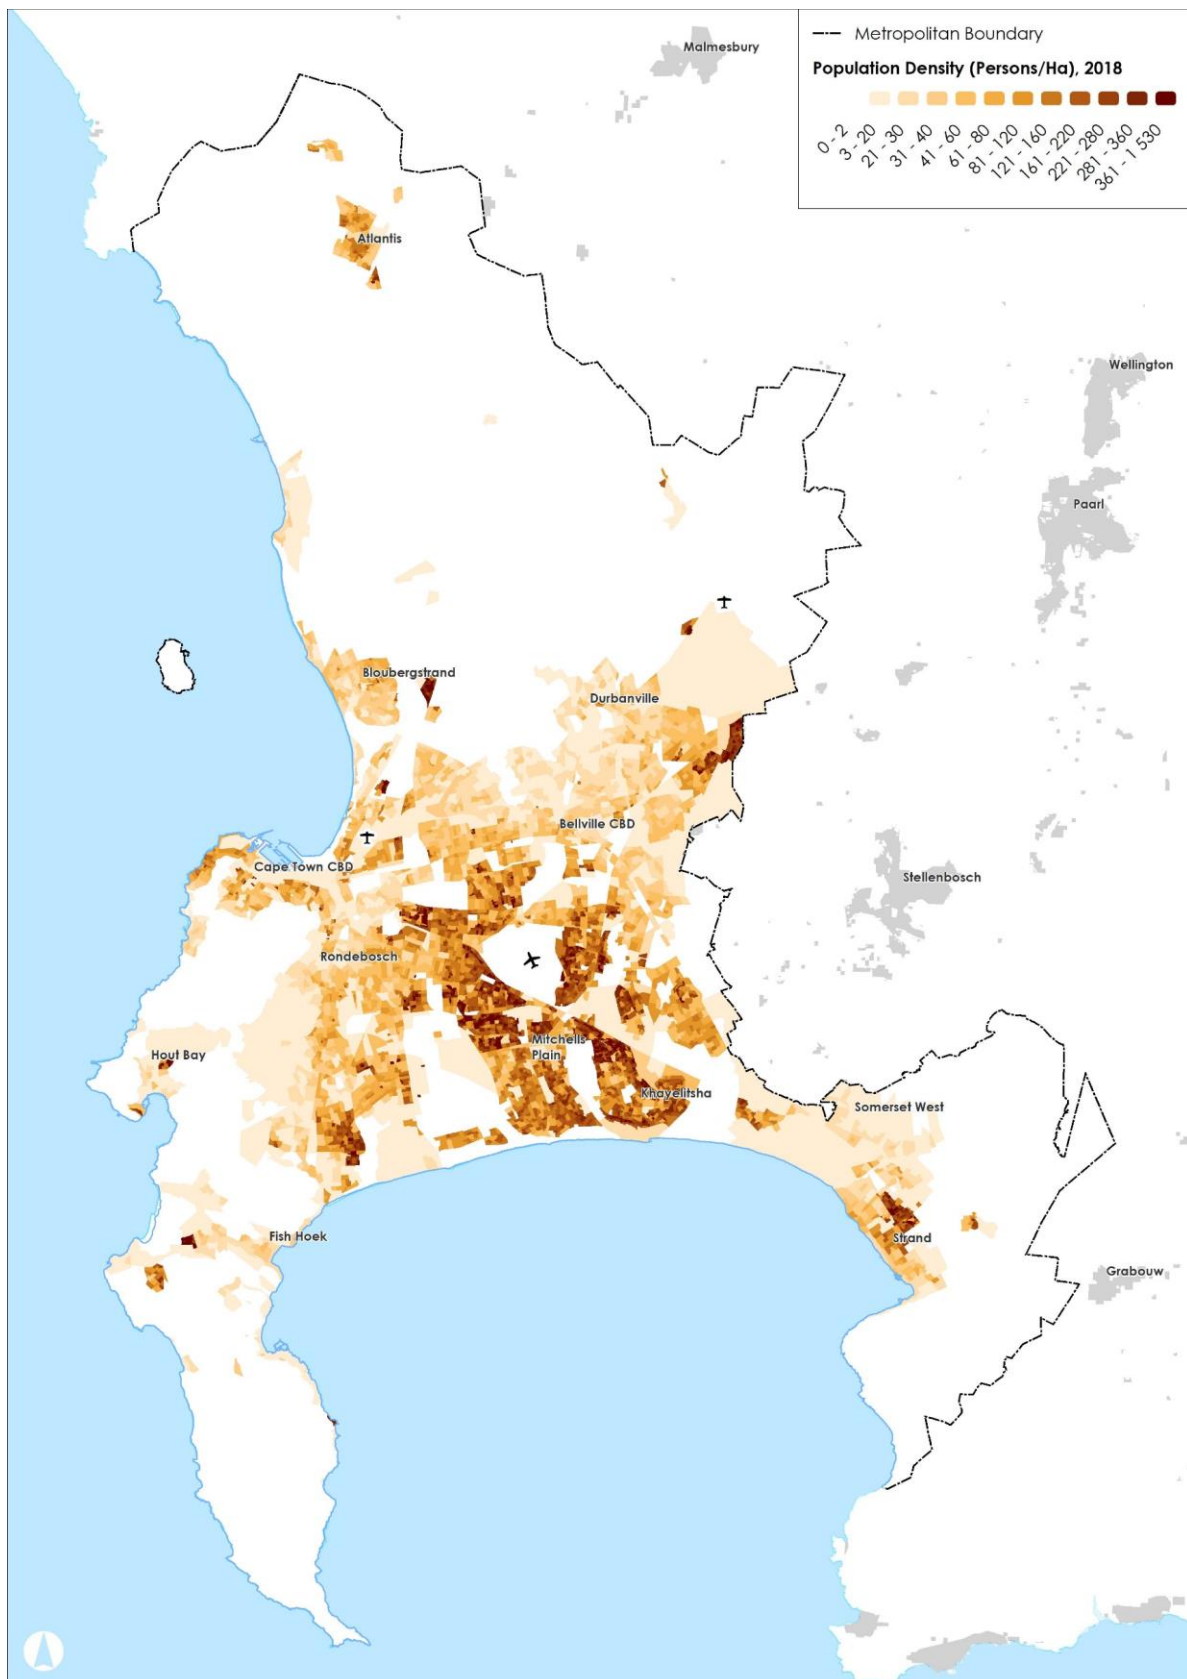 Malmesbury
Metropolitan Boundary
Population Density (Persons/Ha), 2018
0 - 2
3 - 20
21 - 30
31 - 40
41 - 60
61 - 80
81 - 120
121 - 160
161 - 220
221 - 280
281 - 360
361 - 1 530
Atlantis
Wellington
Paarl
Bloubergstrand
Durbanville
Bellville CBD
Cape Town CBD
Stellenbosch
Rondebosch
Mitchells
Plain
Hout Bay
Khayelitsha
Somerset West
Fish Hoek
Strand
Grabouw